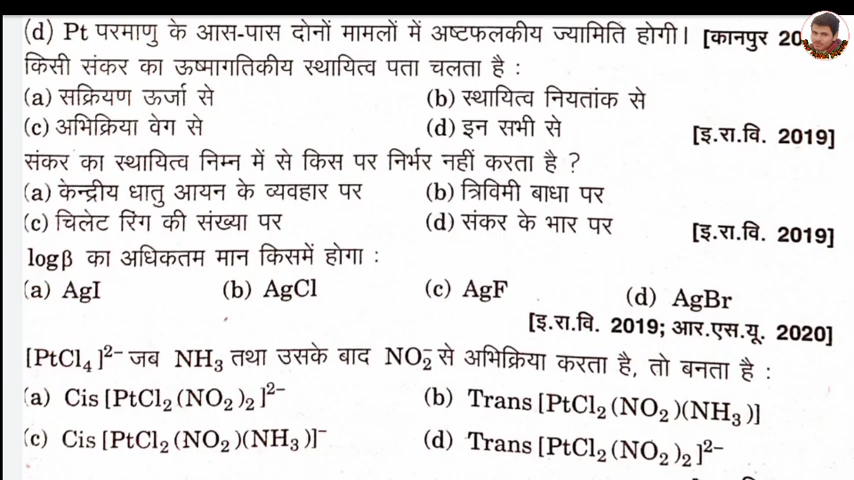 (d) Pt परमाणु के आस-पास दोनों मामलों में अष्टफलकीय ज्यामिति होगी। [कानपुर 20
किसी संकर का ऊष्मागतिकीय स्थायित्व पता चलता है :
(a) सक्रियण ऊर्जा से (b) स्थायित्व नियतांक से
(c) अभिक्रिया वेग से (d) इन सभी से [इ.रा.वि. 2019]
संकर का स्थायित्व निम्न में से किस पर निर्भर नहीं करता है ?
(a) केन्द्रीय धातु आयन के व्यवहार पर (b) त्रिविमी बाधा पर
(c) चिलेट रिंग की संख्या पर (d) संकर के भार पर [इ.रा.वि. 2019]
logβ का अधिकतम मान किसमें होगा :
(a) AgI (b) AgCl (c) AgF (d) AgBr
[इ.रा.वि. 2019; आर.एस.यू. 2020]
[PtCl₄]²⁻ जब NH₃ तथा उसके बाद NO₂⁻ से अभिक्रिया करता है, तो बनता है :
(a) Cis [PtCl₂(NO₂)₂]²⁻ (b) Trans [PtCl₂(NO₂)(NH₃)]
(c) Cis [PtCl₂(NO₂)(NH₃)]⁻ (d) Trans [PtCl₂(NO₂)₂]²⁻